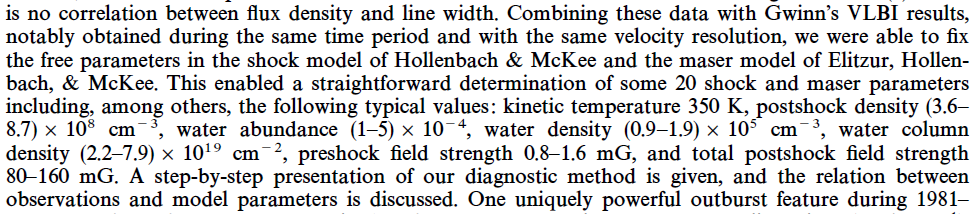 is no correlation between flux density and line width. Combining these data with Gwinn's VLBI results,
notably obtained during the same time period and with the same velocity resolution, we were able to fix
the free parameters in the shock model of Hollenbach & McKee and the maser model of Elitzur, Hollen-
bach, & McKee. This enabled a straightforward determination of some 20 shock and maser parameters
including, among others, the following typical values: kinetic temperature 350 K, postshock density (3.6–
8.7) × 10⁸ cm⁻³, water abundance (1–5) × 10⁻⁴, water density (0.9–1.9) × 10⁵ cm⁻³, water column
density (2.2–7.9) × 10¹⁹ cm⁻², preshock field strength 0.8–1.6 mG, and total postshock field strength
80–160 mG. A step-by-step presentation of our diagnostic method is given, and the relation between
observations and model parameters is discussed. One uniquely powerful outburst feature during 1981–